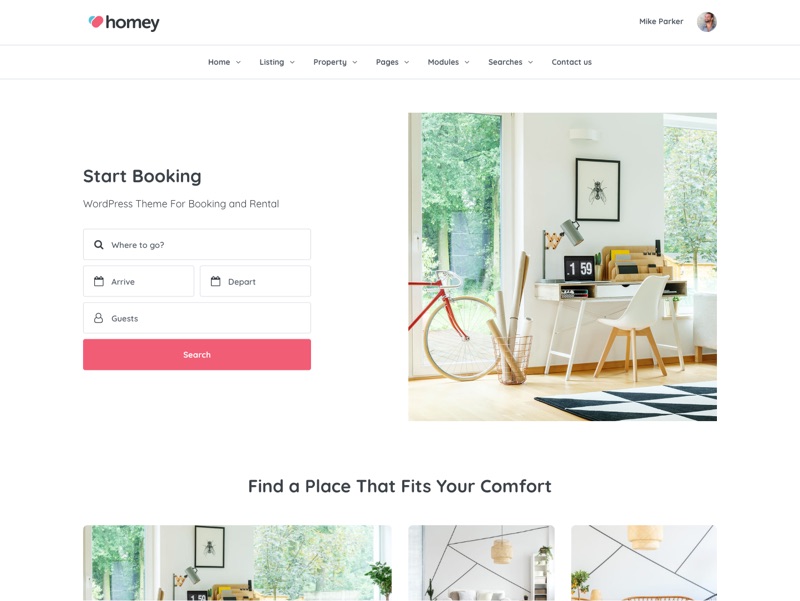 homey
Mike Parker
Home
Listing
Property
Pages
Modules
Searches
Contact us
Start Booking
WordPress Theme For Booking and Rental
Where to go?
Arrive
Depart
Guests
Search
1 59
Find a Place That Fits Your Comfort
1 59